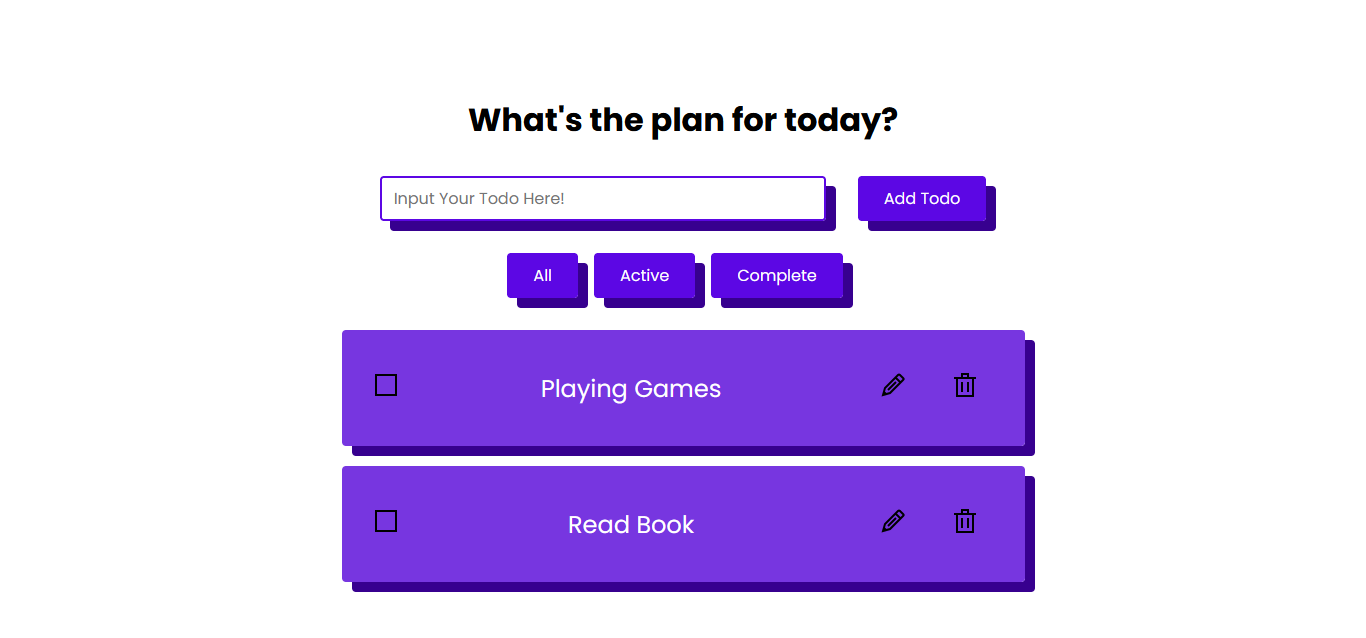 What's the plan for today?
Input Your Todo Here!
Add Todo
All
Active
Complete
Playing Games
Read Book